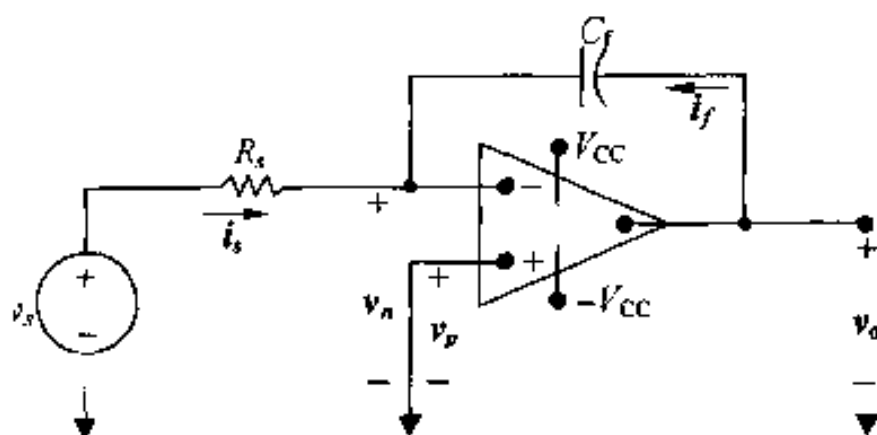 C_f
i_f
V_CC
R_s
+
−
i_s
+
+
+
+
v_s
−
v_n
v_p
−V_CC
v_o
− −
−